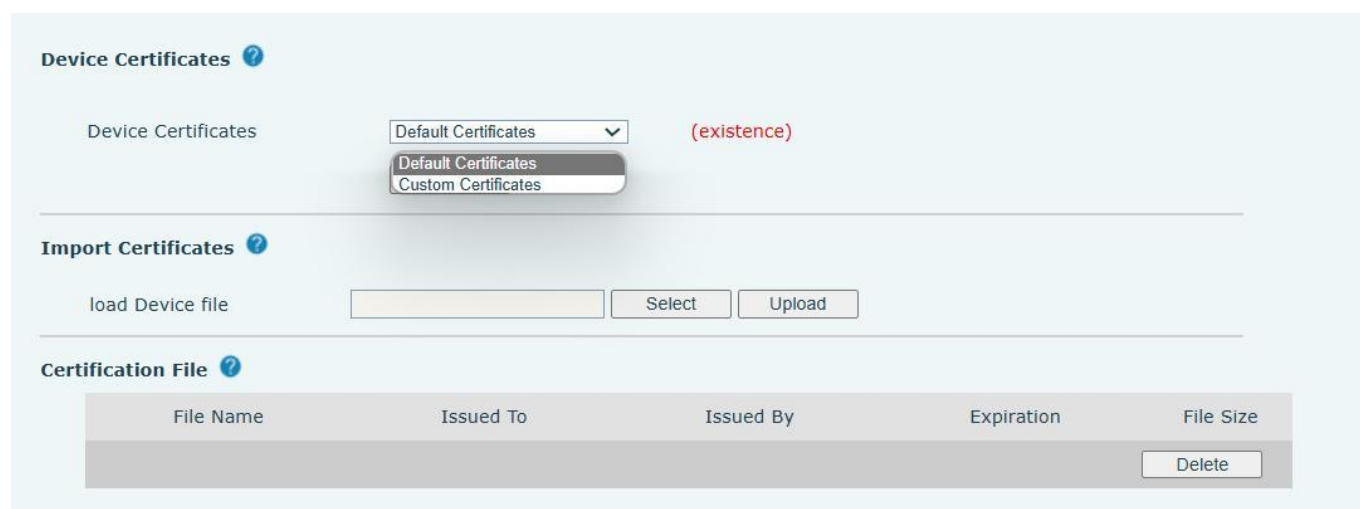 Device Certificates ?
Device Certificates Default Certificates (existence)
Default Certificates
Custom Certificates
Import Certificates ?
load Device file Select Upload
Certification File ?
File Name Issued To Issued By Expiration File Size
Delete